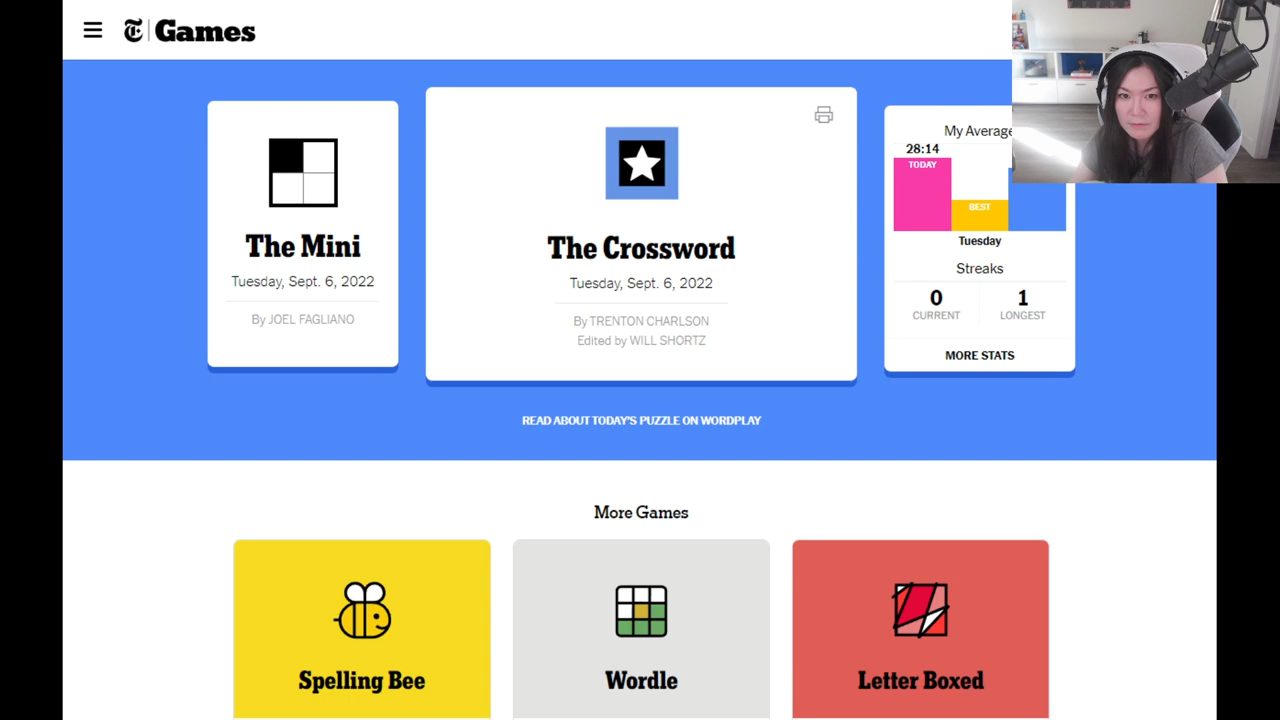 Games
The Mini
Tuesday, Sept. 6, 2022
By JOEL FAGLIANO
The Crossword
Tuesday, Sept. 6, 2022
By TRENTON CHARLSON
Edited by WILL SHORTZ
My Average
28:14
TODAY
BEST
Tuesday
Streaks
0
CURRENT
1
LONGEST
MORE STATS
READ ABOUT TODAY'S PUZZLE ON WORDPLAY
More Games
Spelling Bee
Wordle
Letter Boxed